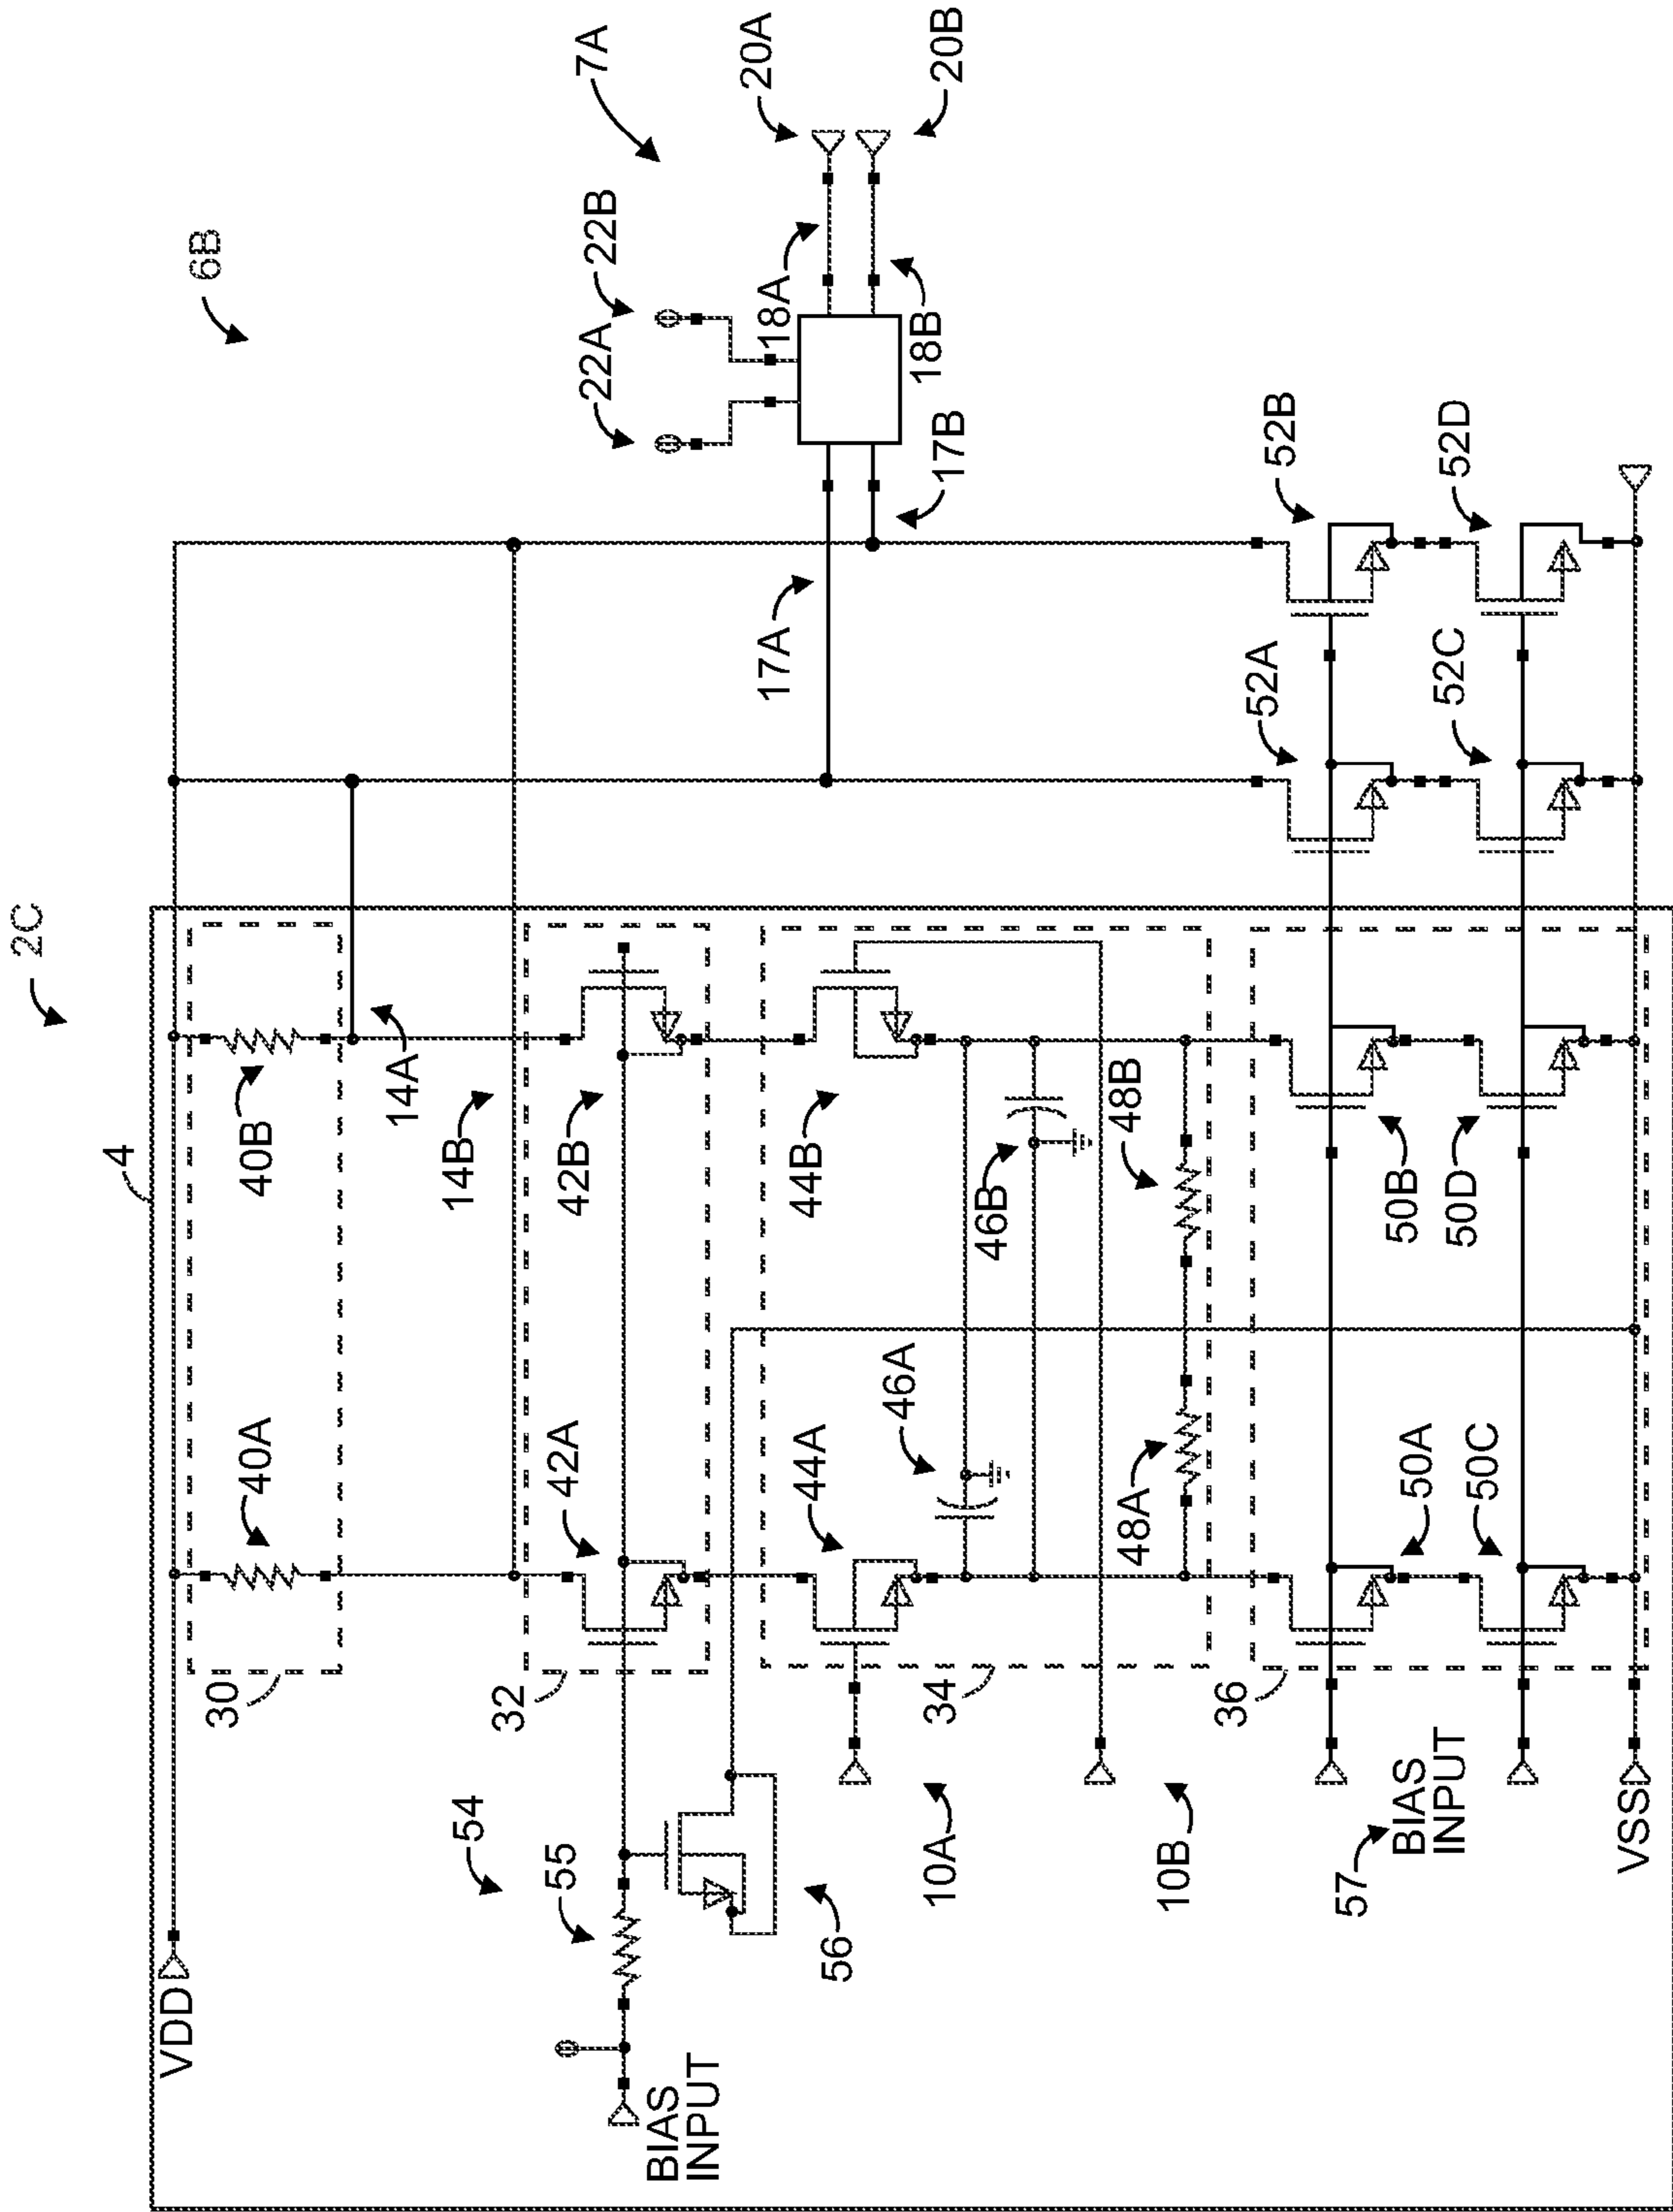 2C
6B
7A
4
VDD
30
40A
40B
14A
14B
32
42A
42B
54
55
BIAS
INPUT
56
34
44A
44B
46A
46B
48A
48B
10A
10B
36
50A
50B
50C
50D
57
BIAS
INPUT
VSS
17A
17B
22A
22B
18A
18B
20A
20B
52A
52B
52C
52D